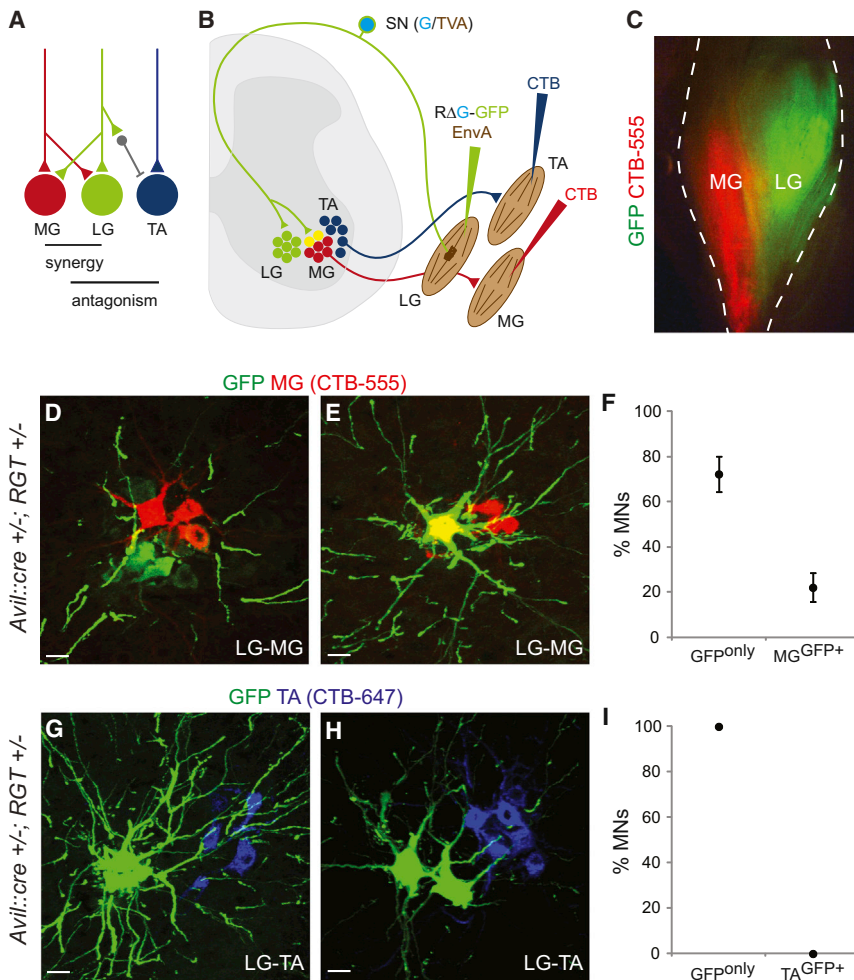 A
MG LG TA
synergy
antagonism
B
SN (G/TVA)
CTB
RΔG-GFP
EnvA
TA
CTB
TA
LG MG
LG
MG
C
GFP CTB-555
MG LG
GFP MG (CTB-555)
Avil::cre +/-; RGT +/-
D
LG-MG
E
LG-MG
F
% MNs
100
80
60
40
20
0
GFPonly MGGFP+
GFP TA (CTB-647)
Avil::cre +/-; RGT +/-
G
LG-TA
H
LG-TA
I
% MNs
100
80
60
40
20
0
GFPonly TAGFP+